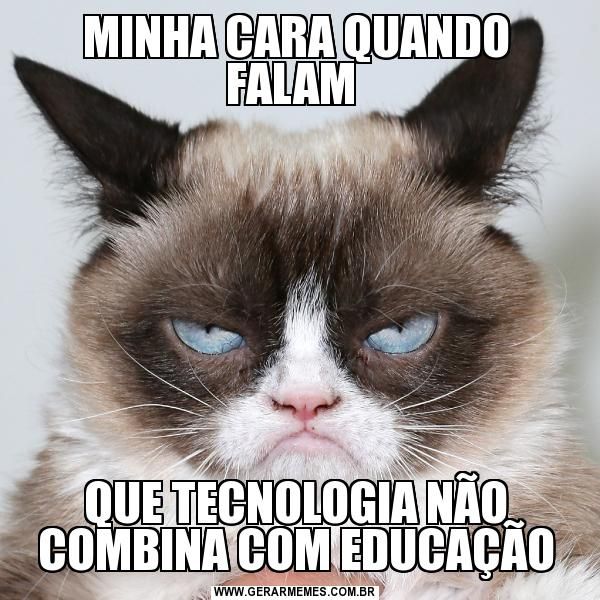 MINHA CARA QUANDO
FALAM
QUE TECNOLOGIA NÃO
COMBINA COM EDUCAÇÃO
WWW.GERARMEMES.COM.BR